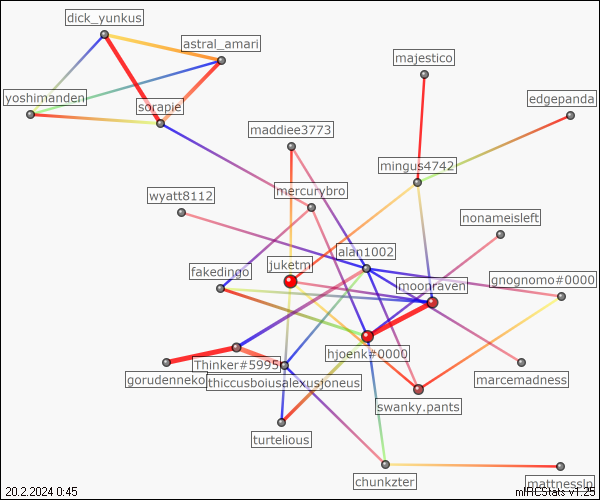 dick_yunkus
astral_amari
majestico
yoshimanden
sorapie
edgepanda
maddiee3773
mingus4742
mercurybro
wyatt8112
nonameisleft
alan1002
juketm
fakedingo
moonraven
gnognomo#0000
hjoenk#0000
Thinker#5995
gorudenneko
thiccusboiusalexusjoneus
marcemadness
swanky.pants
turtelious
chunkzter
mattnesslp
20.2.2024 0:45
mIRCStats v1.25